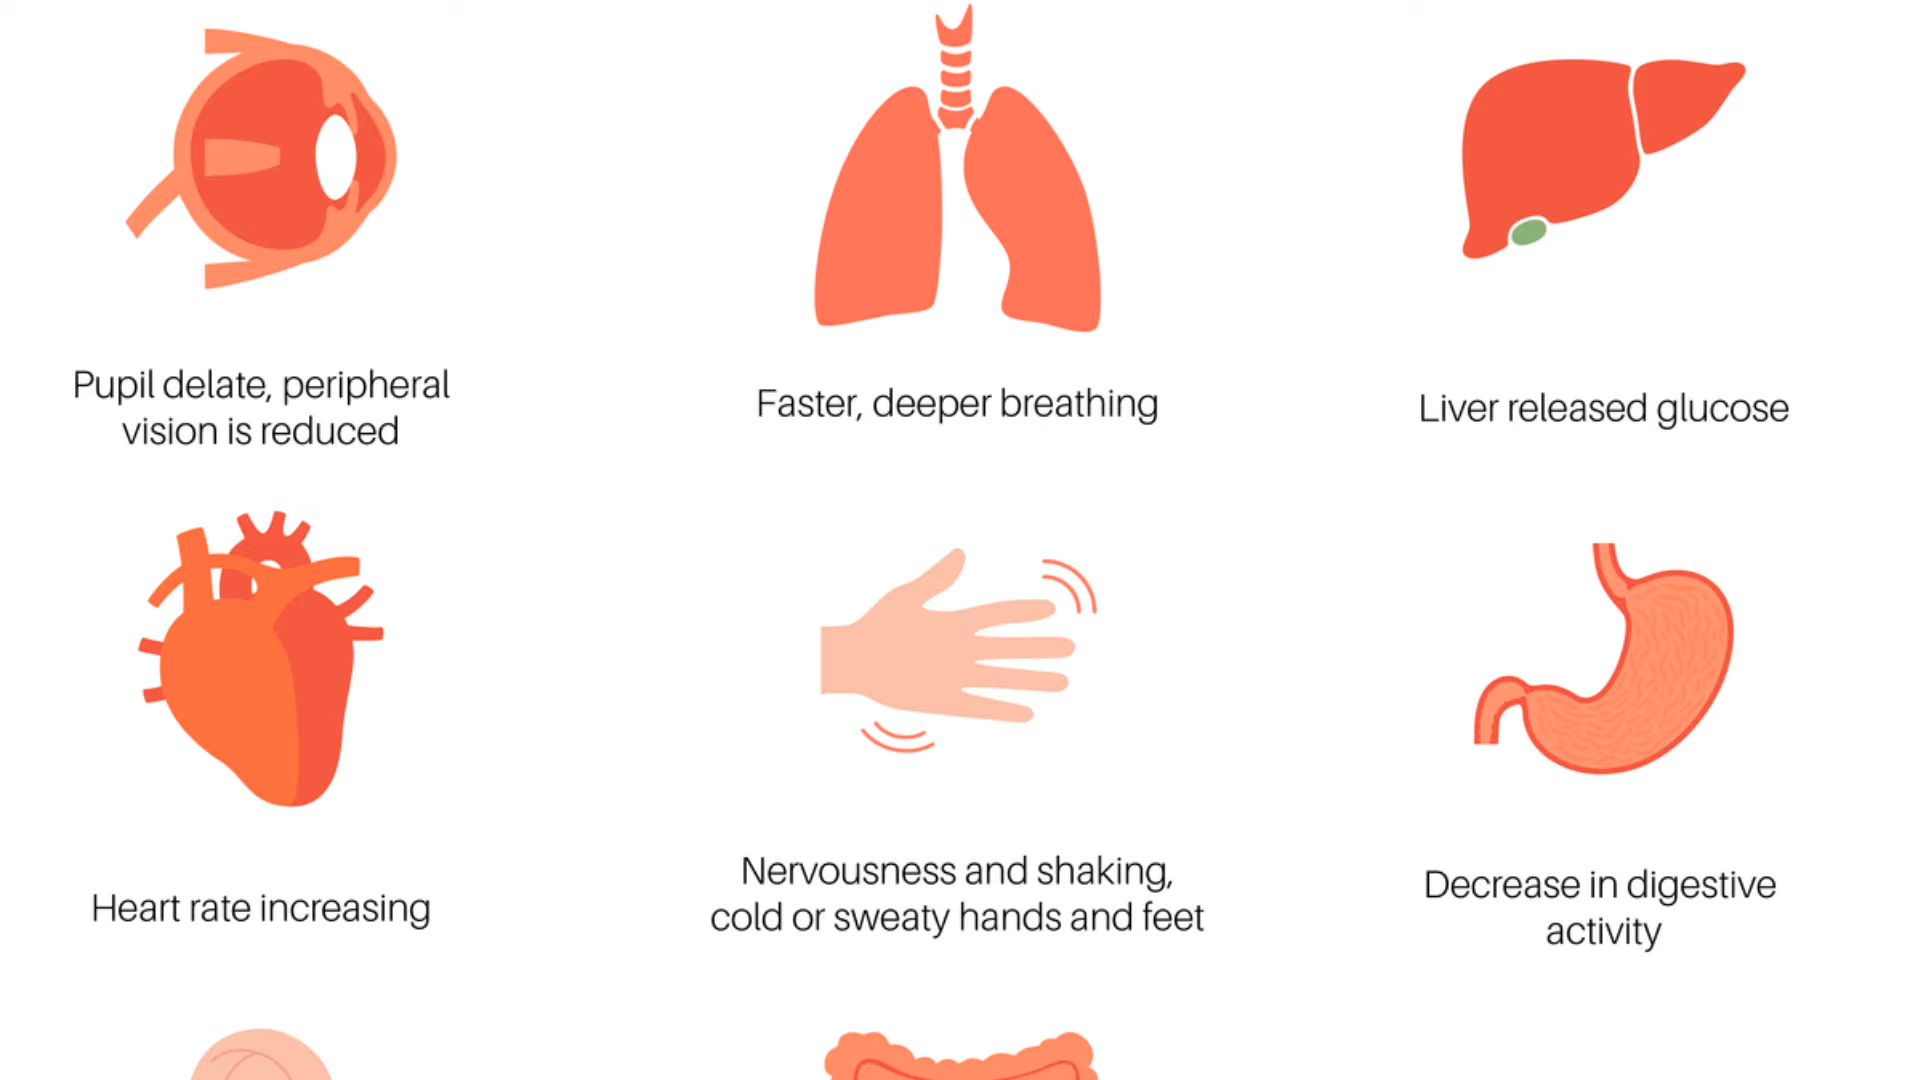 Pupil delate, peripheral
vision is reduced
Faster, deeper breathing
Liver released glucose
Heart rate increasing
Nervousness and shaking,
cold or sweaty hands and feet
Decrease in digestive
activity